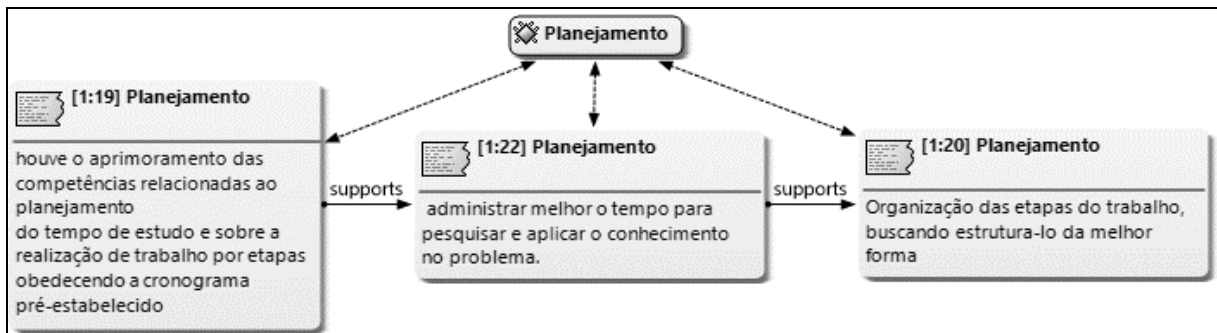 Planejamento
[1:19] Planejamento
houve o aprimoramento das
competências relacionadas ao
planejamento
do tempo de estudo e sobre a
realização de trabalho por etapas
obedecendo a cronograma
pré-estabelecido
supports
[1:22] Planejamento
administrar melhor o tempo para
pesquisar e aplicar o conhecimento
no problema.
supports
[1:20] Planejamento
Organização das etapas do trabalho,
buscando estrutura-lo da melhor
forma